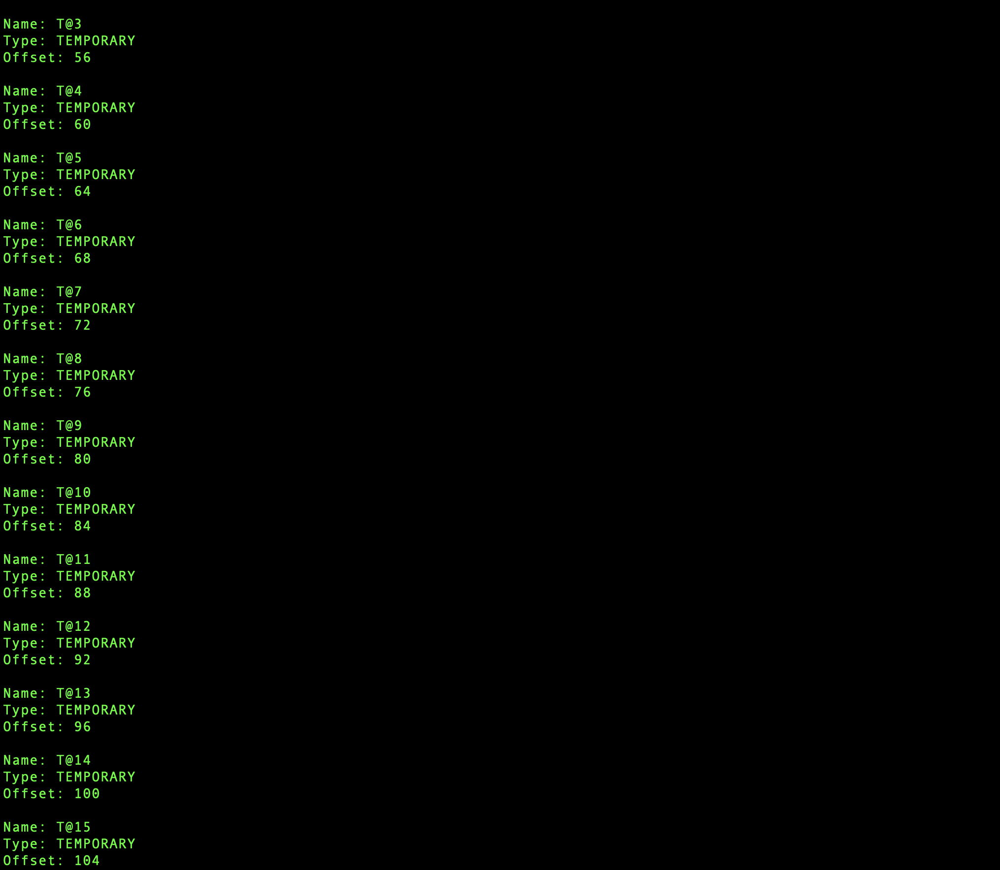 Name: T@3
Type: TEMPORARY
Offset: 56
Name: T@4
Type: TEMPORARY
Offset: 60
Name: T@5
Type: TEMPORARY
Offset: 64
Name: T@6
Type: TEMPORARY
Offset: 68
Name: T@7
Type: TEMPORARY
Offset: 72
Name: T@8
Type: TEMPORARY
Offset: 76
Name: T@9
Type: TEMPORARY
Offset: 80
Name: T@10
Type: TEMPORARY
Offset: 84
Name: T@11
Type: TEMPORARY
Offset: 88
Name: T@12
Type: TEMPORARY
Offset: 92
Name: T@13
Type: TEMPORARY
Offset: 96
Name: T@14
Type: TEMPORARY
Offset: 100
Name: T@15
Type: TEMPORARY
Offset: 104